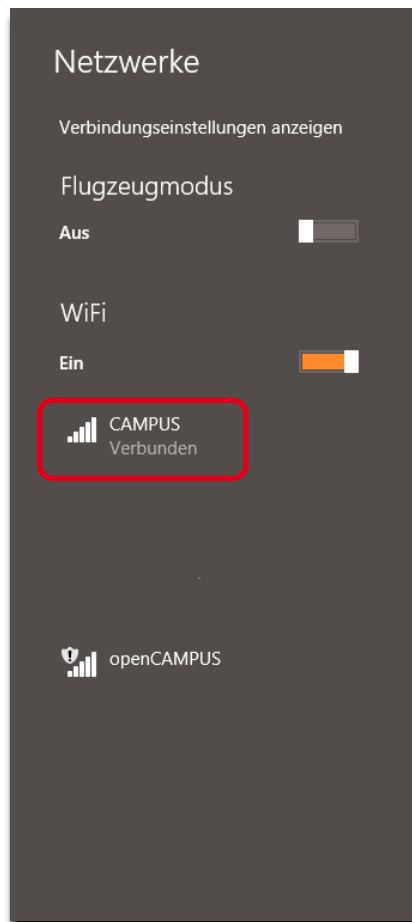 Netzwerke
Verbindungseinstellungen anzeigen
Flugzeugmodus
Aus
WiFi
Ein
CAMPUS
Verbunden
openCAMPUS